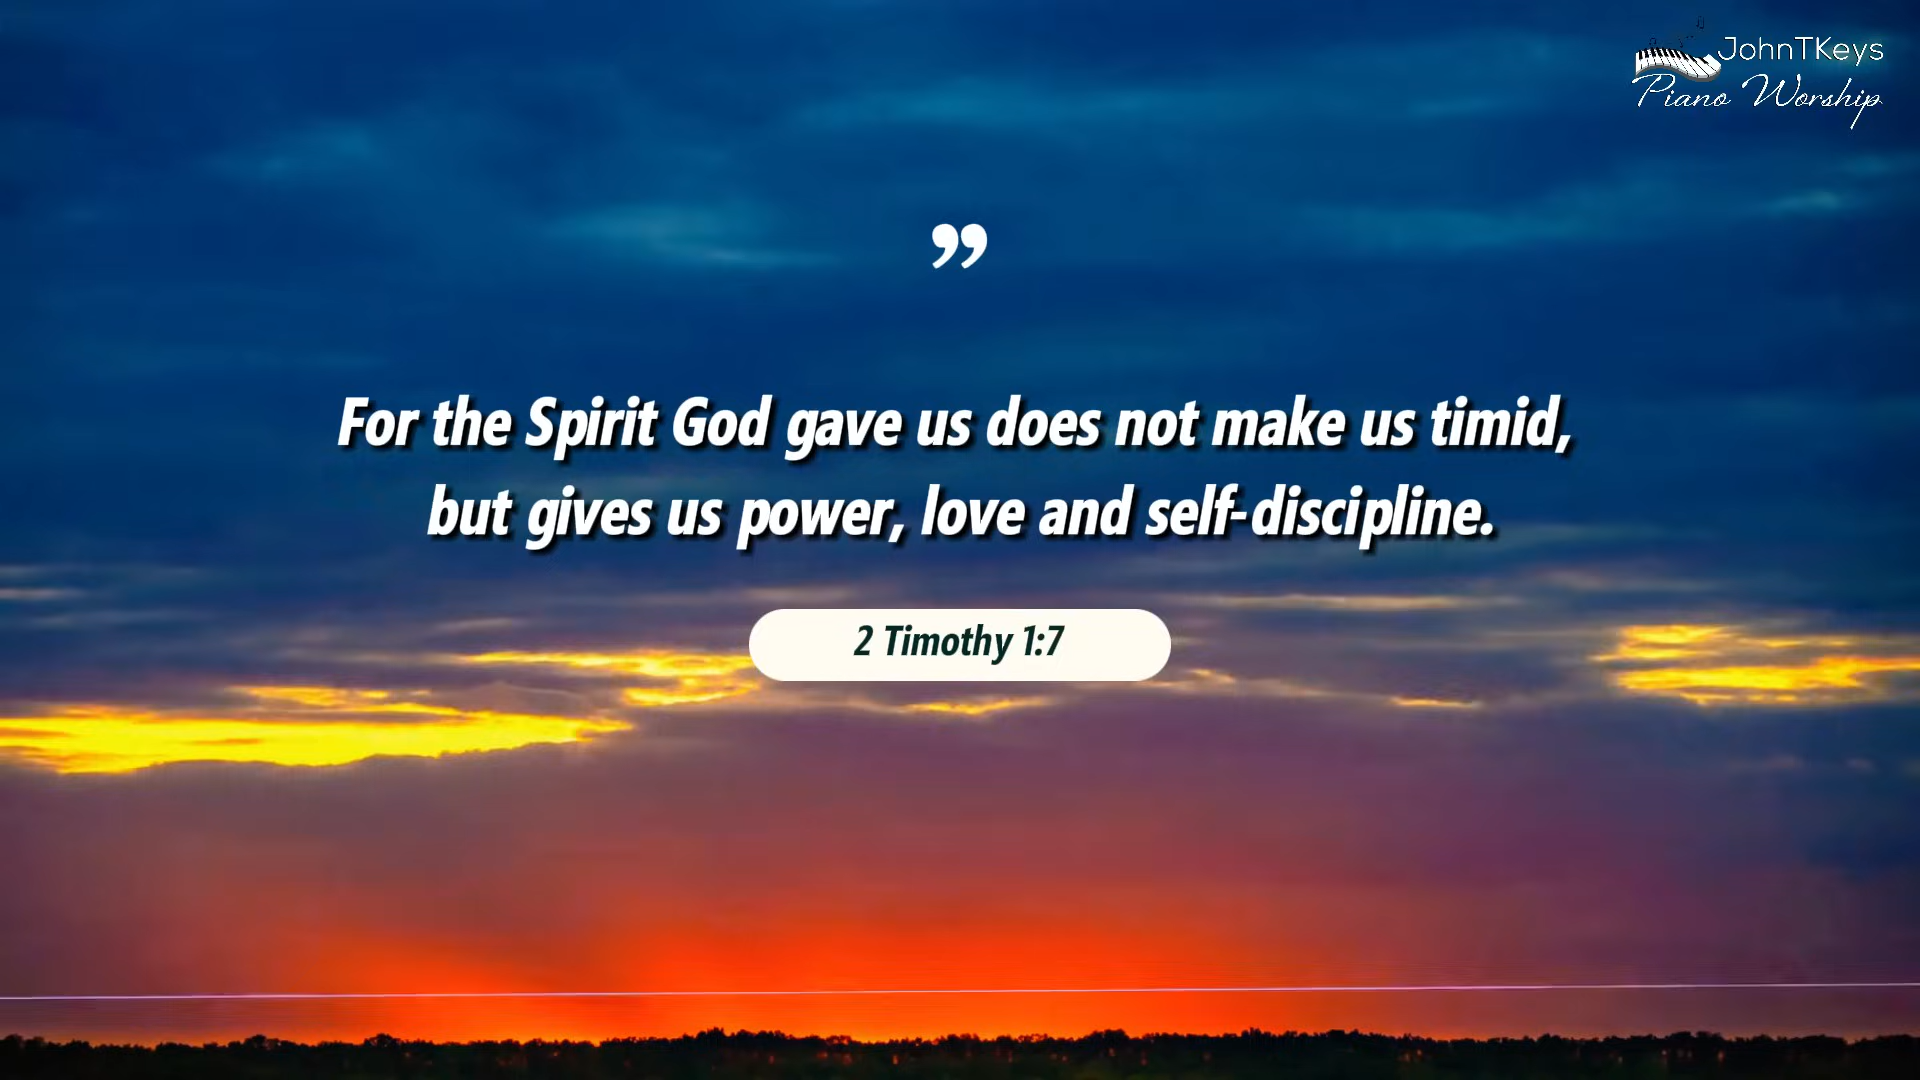 JohnTKeys
Piano Worship
”
For the Spirit God gave us does not make us timid,
but gives us power, love and self-discipline.
2 Timothy 1:7